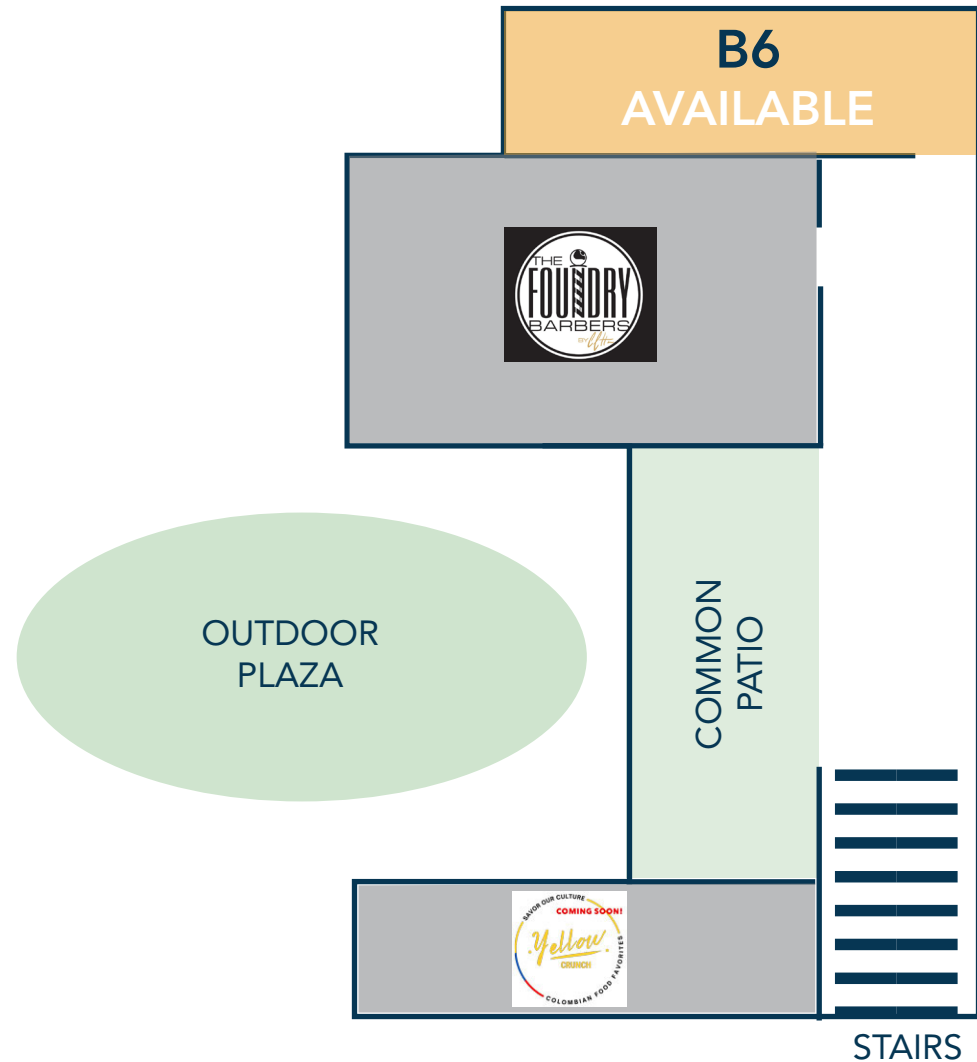 B6
AVAILABLE
THE
FOUNDRY
BARBERS
BY
OUTDOOR
PLAZA
COMMON
PATIO
SAVOR OUR CULTURE
COMING SOON!
Yellow
CRUNCH
COLOMBIAN FOOD FAVORITES
STAIRS